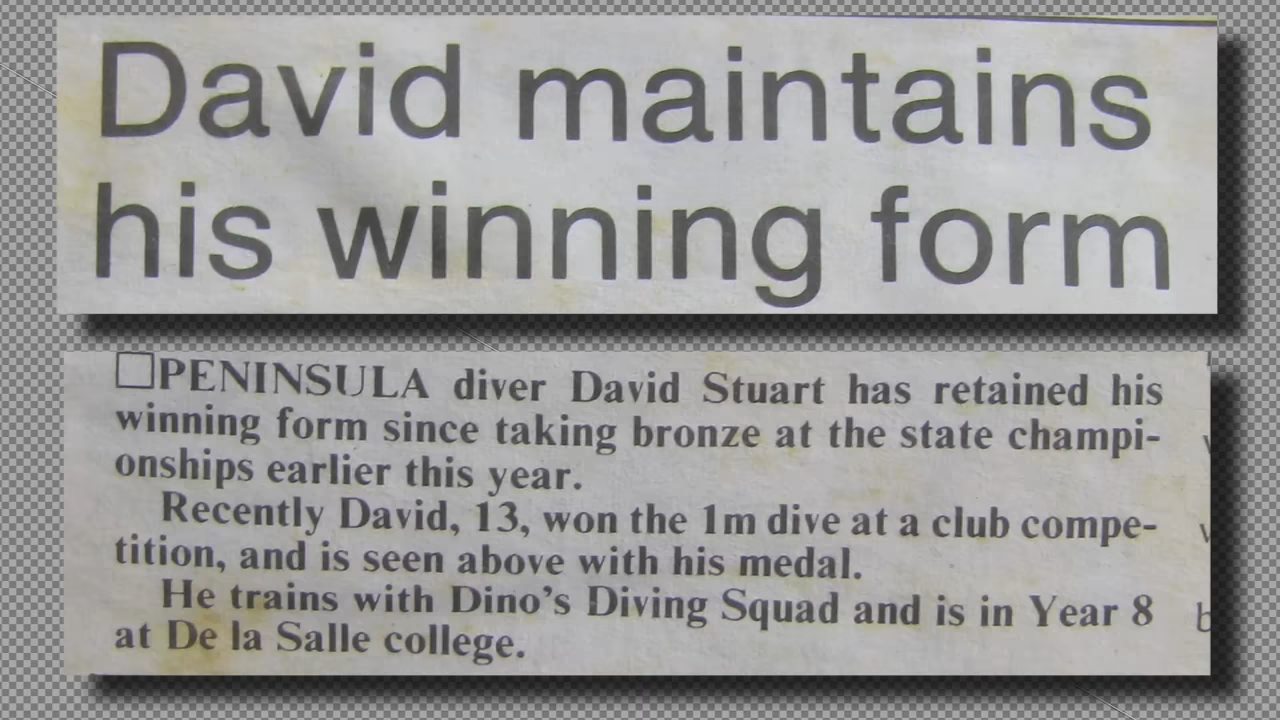 David maintains
his winning form
□PENINSULA diver David Stuart has retained his
winning form since taking bronze at the state champi-
onships earlier this year.
Recently David, 13, won the 1m dive at a club compe-
tition, and is seen above with his medal.
He trains with Dino's Diving Squad and is in Year 8
at De la Salle college.